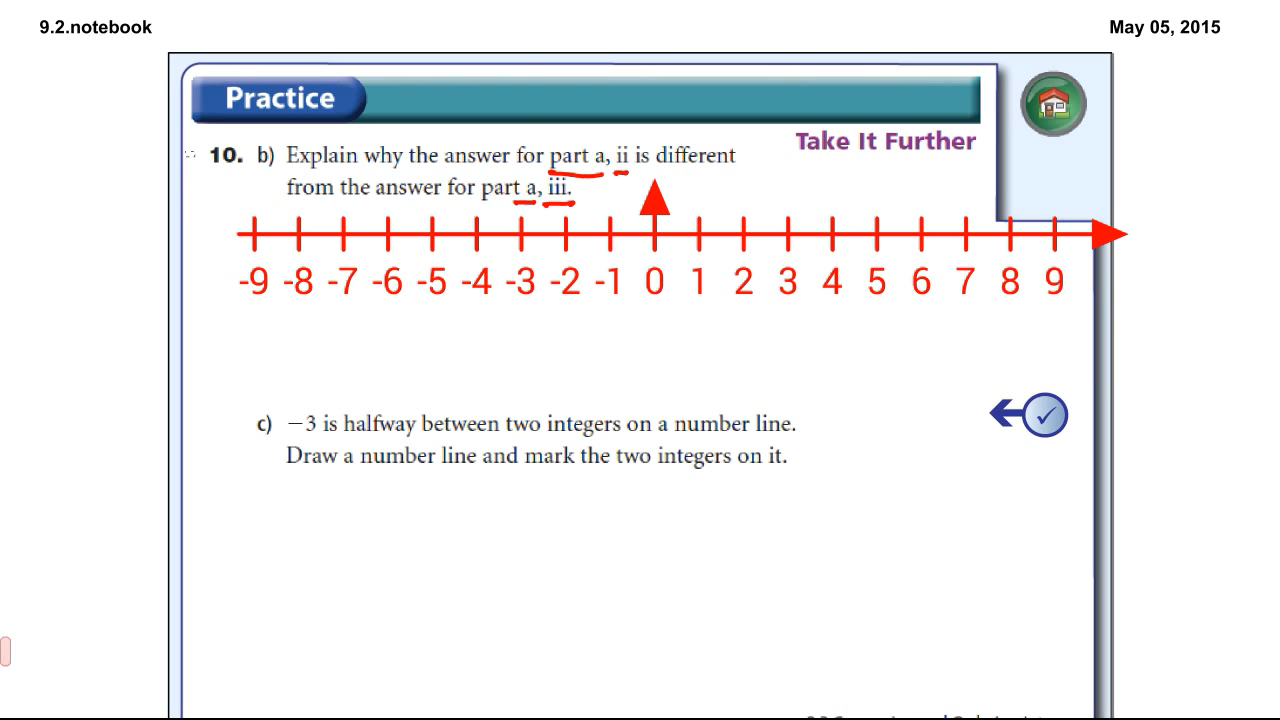 9.2.notebook May 05, 2015
Practice
Take It Further
10. b) Explain why the answer for part a, ii is different
from the answer for part a, iii.
-9 -8 -7 -6 -5 -4 -3 -2 -1 0 1 2 3 4 5 6 7 8 9
c) −3 is halfway between two integers on a number line.
Draw a number line and mark the two integers on it.